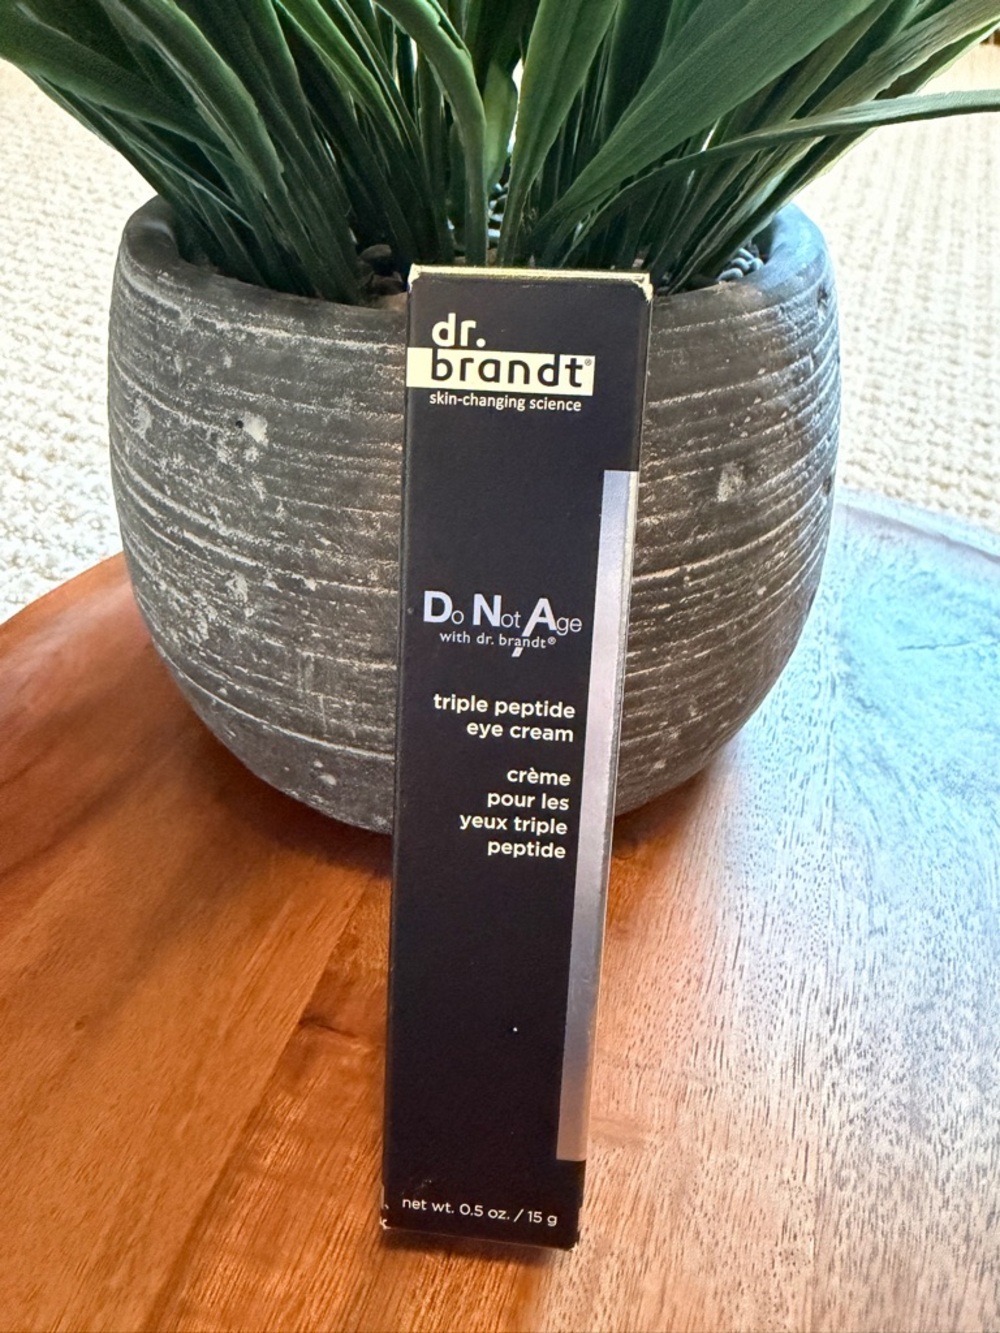 dr.
brandt®
skin-changing science
Do Not Age
with dr. brandt®
triple peptide
eye cream
crème
pour les
yeux triple
peptide
net wt. 0.5 oz. / 15 g